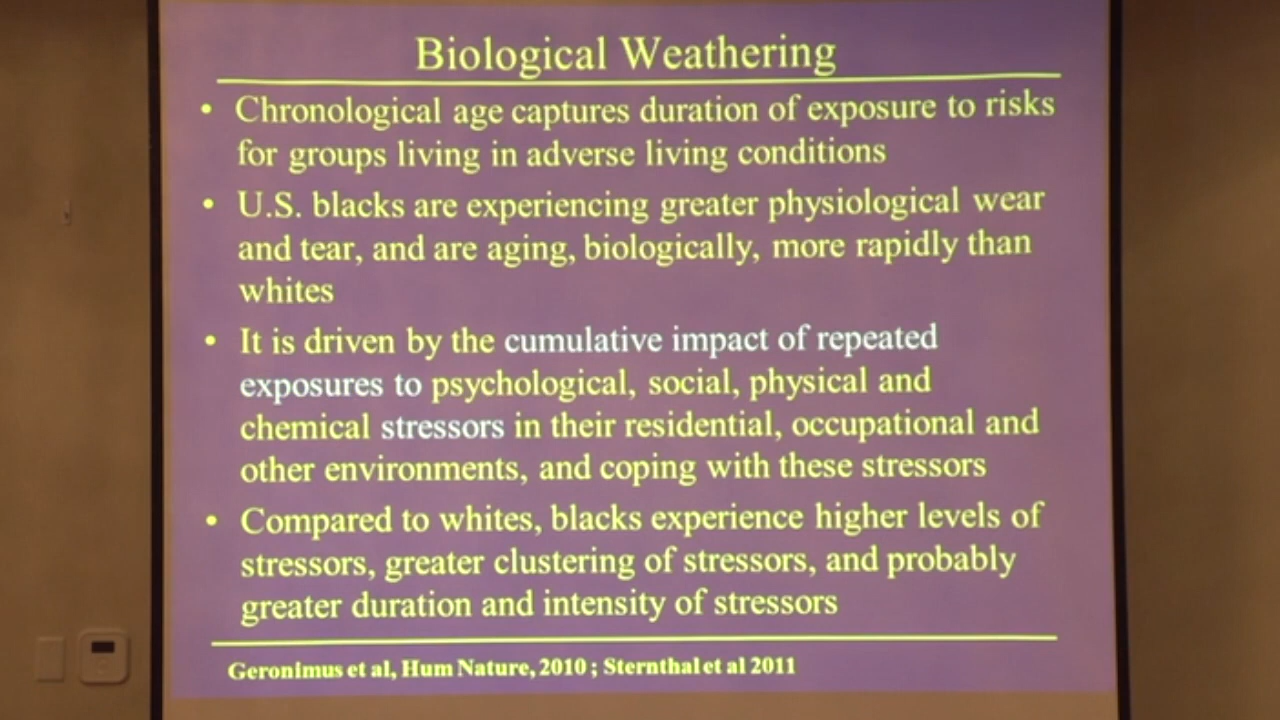 Biological Weathering
• Chronological age captures duration of exposure to risks
for groups living in adverse living conditions
• U.S. blacks are experiencing greater physiological wear
and tear, and are aging, biologically, more rapidly than
whites
• It is driven by the cumulative impact of repeated
exposures to psychological, social, physical and
chemical stressors in their residential, occupational and
other environments, and coping with these stressors
• Compared to whites, blacks experience higher levels of
stressors, greater clustering of stressors, and probably
greater duration and intensity of stressors
Geronimus et al, Hum Nature, 2010 ; Sternthal et al 2011